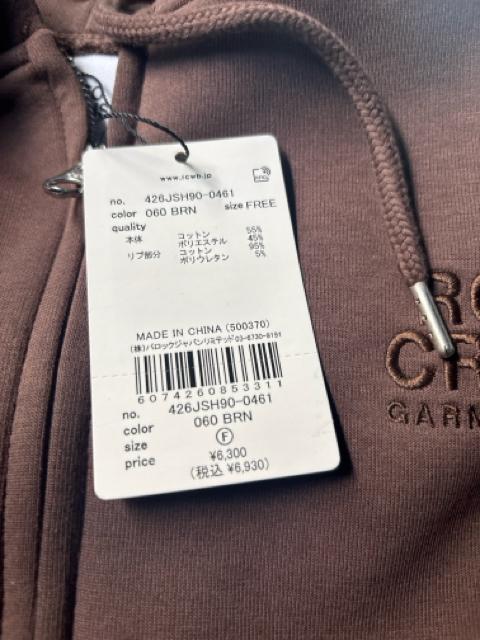 www.icwb.jp
no. 426JSH90-0461
color 060 BRN size FREE
quality
本体 コットン 55%
ポリエステル 45%
リブ部分 コットン 95%
ポリウレタン 5%
MADE IN CHINA (500370)
(株)バロックジャパンリミテッド03-6730-9191
6074260853311
no. 426JSH90-0461
color 060 BRN
size F
price ¥6,300
(税込 ¥6,930)
GARM